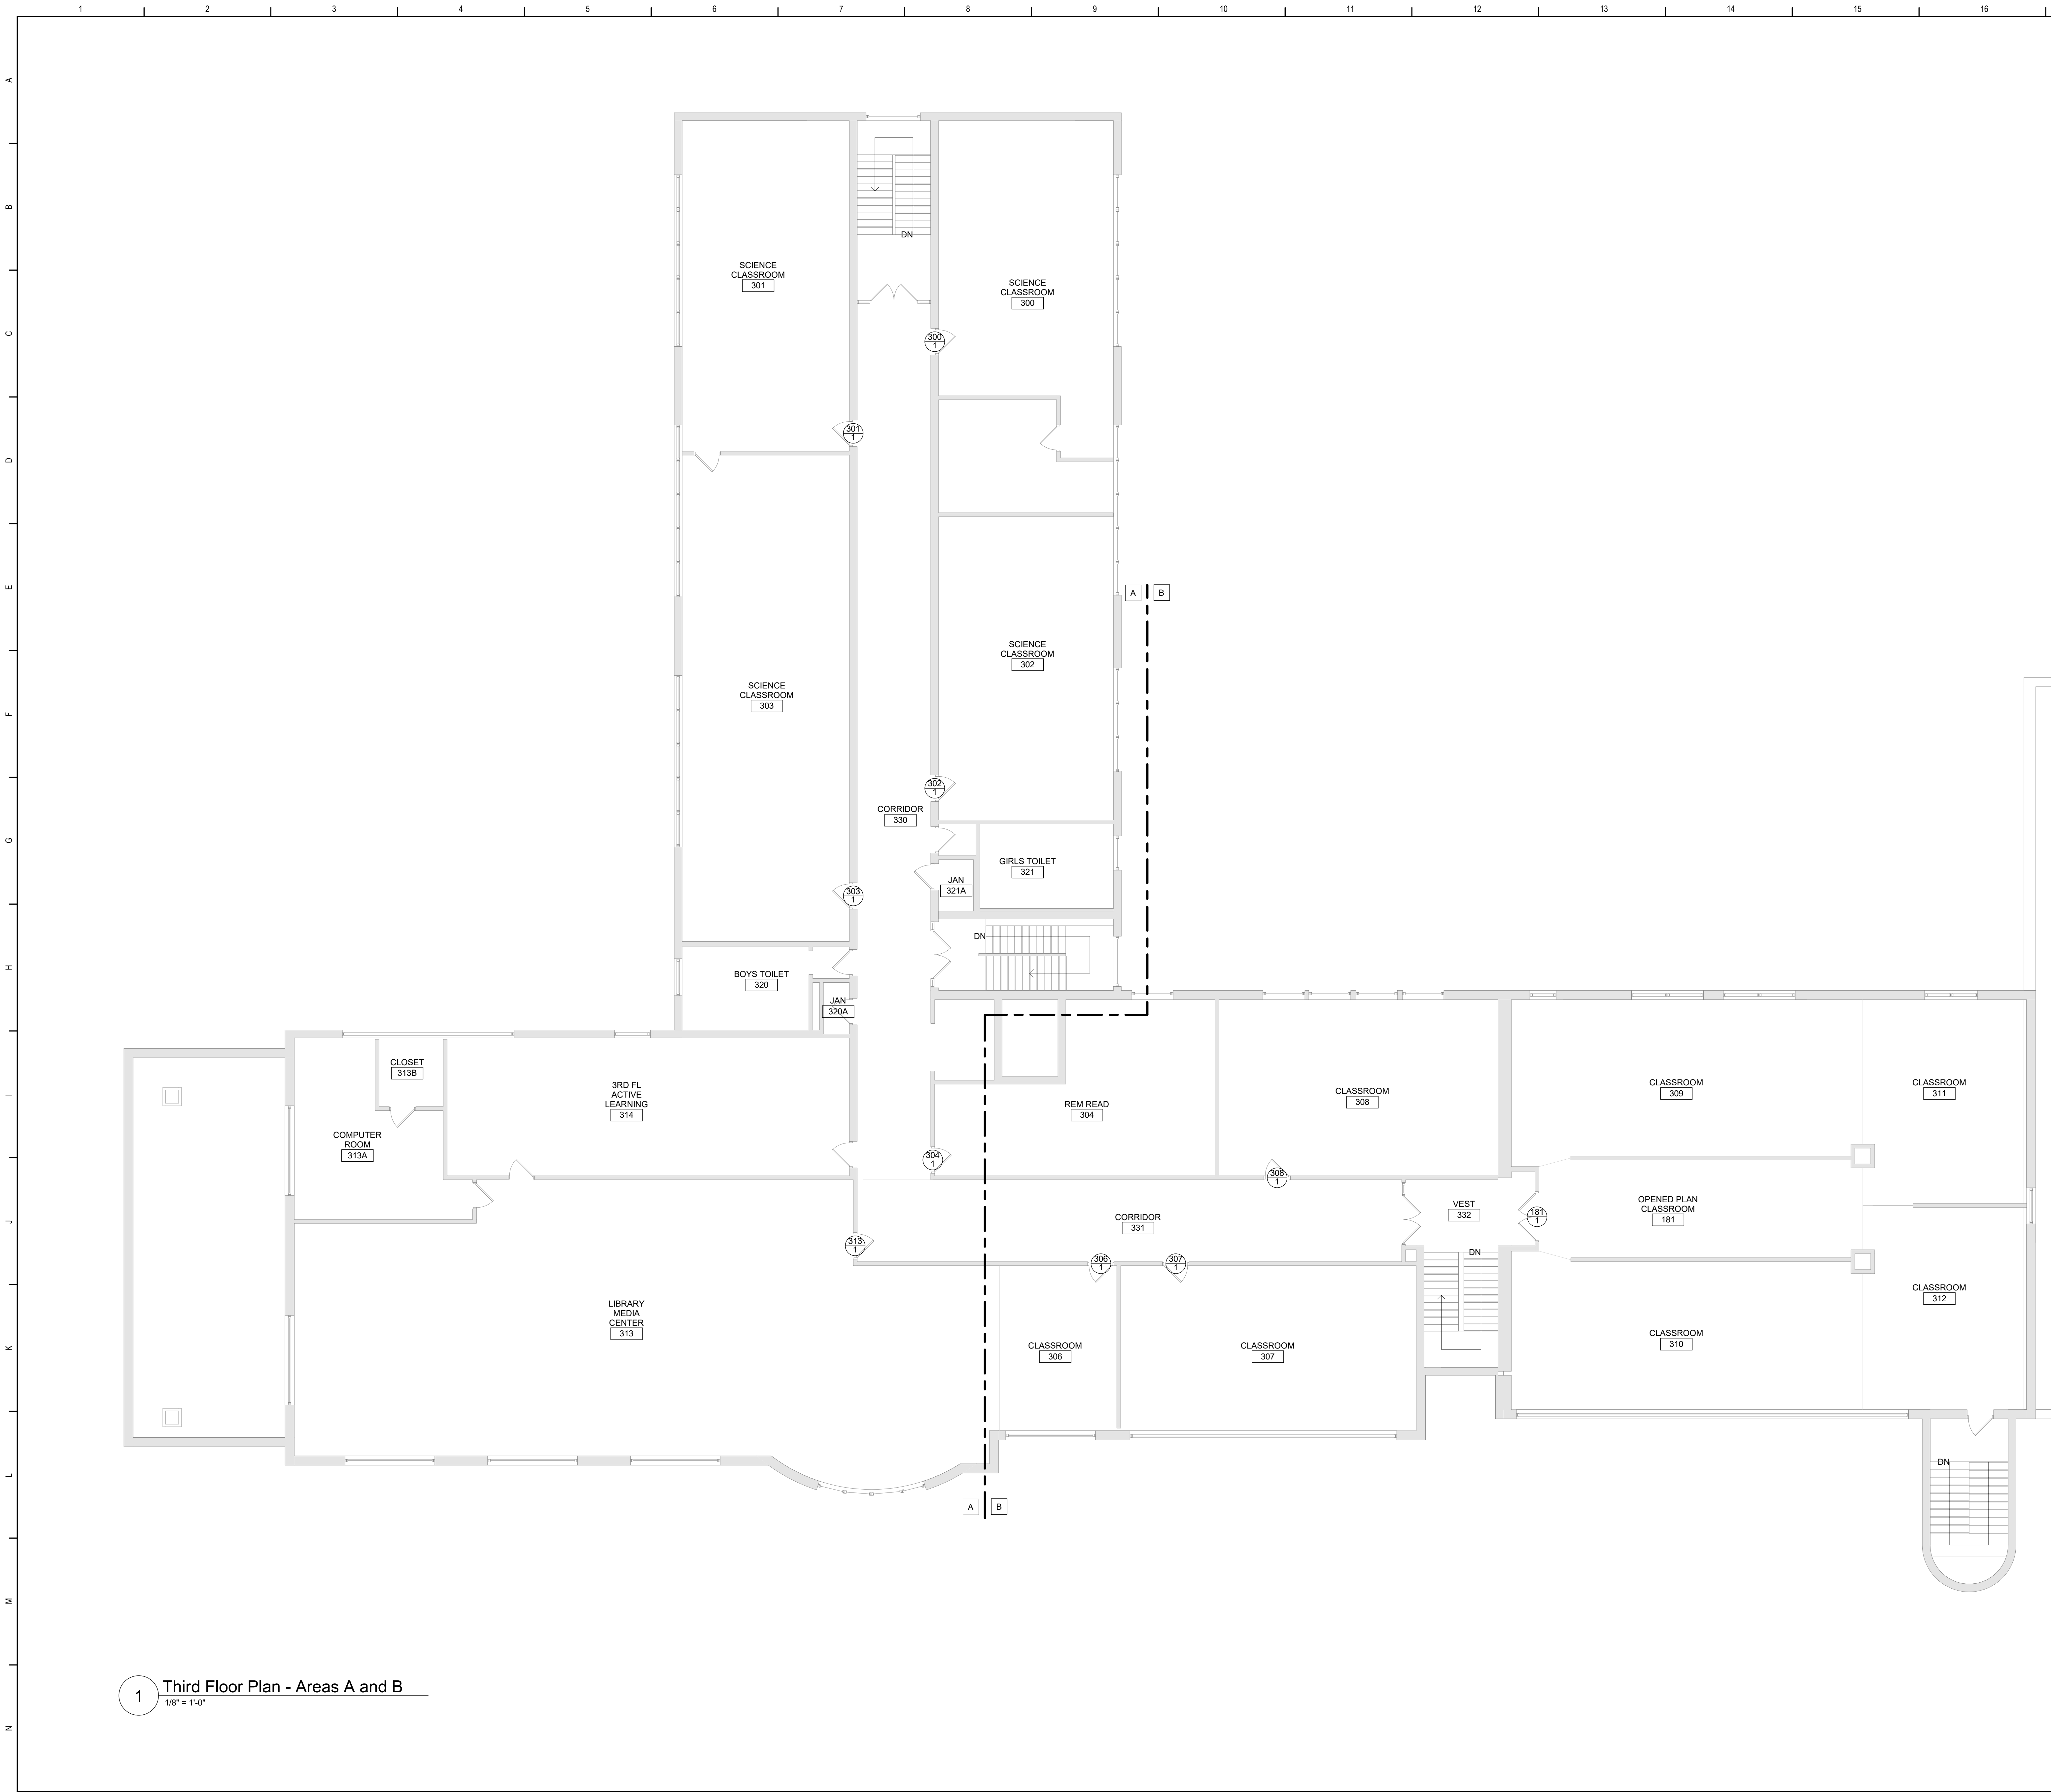 1 2 3 4 5 6 7 8 9 10 11 12 13 14 15 16
A
B
C
D
E
F
G
H
I
J
K
L
M
N
DN
SCIENCE
CLASSROOM
301
SCIENCE
CLASSROOM
300
300
1
301
1
A B
SCIENCE
CLASSROOM
302
SCIENCE
CLASSROOM
303
302
1
CORRIDOR
330
GIRLS TOILET
321
JAN
321A
303
1
DN
BOYS TOILET
320
JAN
320A
CLOSET
313B
3RD FL
ACTIVE
LEARNING
314
COMPUTER
ROOM
313A
REM READ
304
CLASSROOM
308
CLASSROOM
309
CLASSROOM
311
304
1
308
1
OPENED PLAN
CLASSROOM
181
VEST
332
181
1
CORRIDOR
331
313
1
306
1
307
1
DN
CLASSROOM
312
LIBRARY
MEDIA
CENTER
313
CLASSROOM
306
CLASSROOM
307
CLASSROOM
310
DN
A B
1
Third Floor Plan - Areas A and B
1/8" = 1'-0"